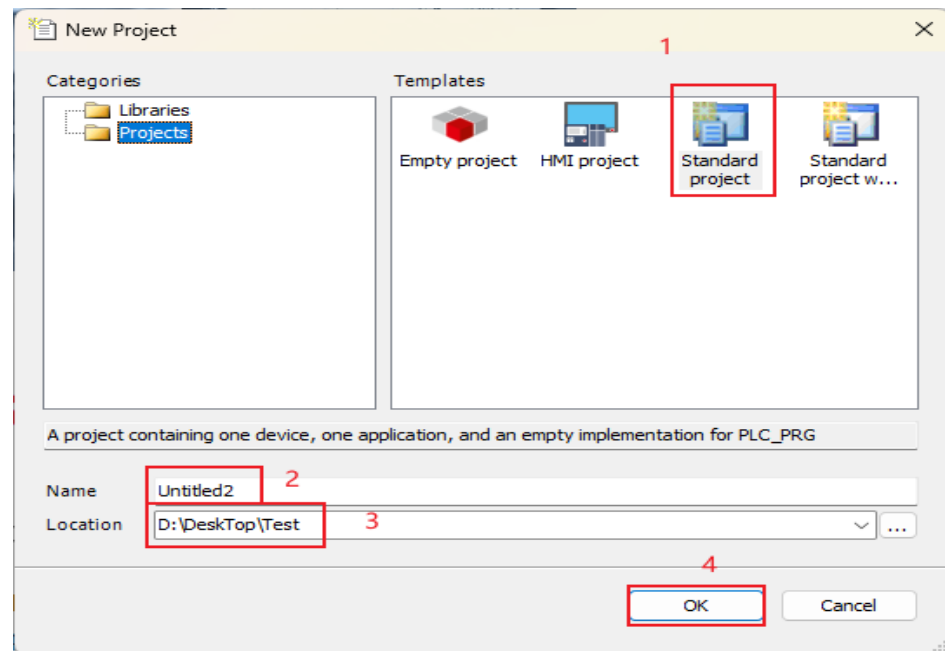 New Project
1
Categories
Templates
Libraries
Projects
Empty project
HMI project
Standard
project
Standard
project w...
A project containing one device, one application, and an empty implementation for PLC_PRG
Name
Untitled2
2
Location
D:\DeskTop\Test
3
...
4
OK
Cancel